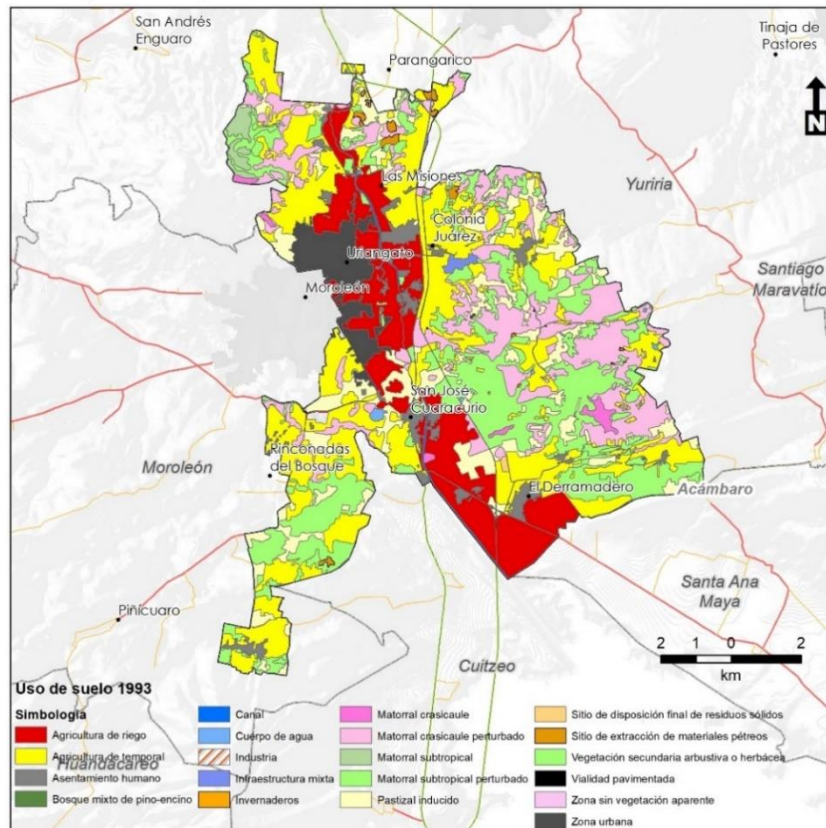 San Andrés
Enguaro
Parangarico
Tinaja de
Pastores
N
Las Misiones
Yuriria
Colonia
Juárez
Uriangato
Santiago
Maravatío
Moroleón
San José
Cuaracurio
Moroleón
Rinconadas
del Bosque
El Derramadero
Acámbaro
Santa Ana
Maya
Piñícuaro
2 1 0 2
km
Cuitzeo
Huandacareo
Uso de suelo 1993
Simbología
Agricultura de riego
Agricultura de temporal
Asentamiento humano
Bosque mixto de pino-encino
Canal
Cuerpo de agua
Industria
Infraestructura mixta
Invernaderos
Matorral crasicaule
Matorral crasicaule perturbado
Matorral subtropical
Matorral subtropical perturbado
Pastizal inducido
Sitio de disposición final de residuos sólidos
Sitio de extracción de materiales pétreos
Vegetación secundaria arbustiva o herbácea
Vialidad pavimentada
Zona sin vegetación aparente
Zona urbana